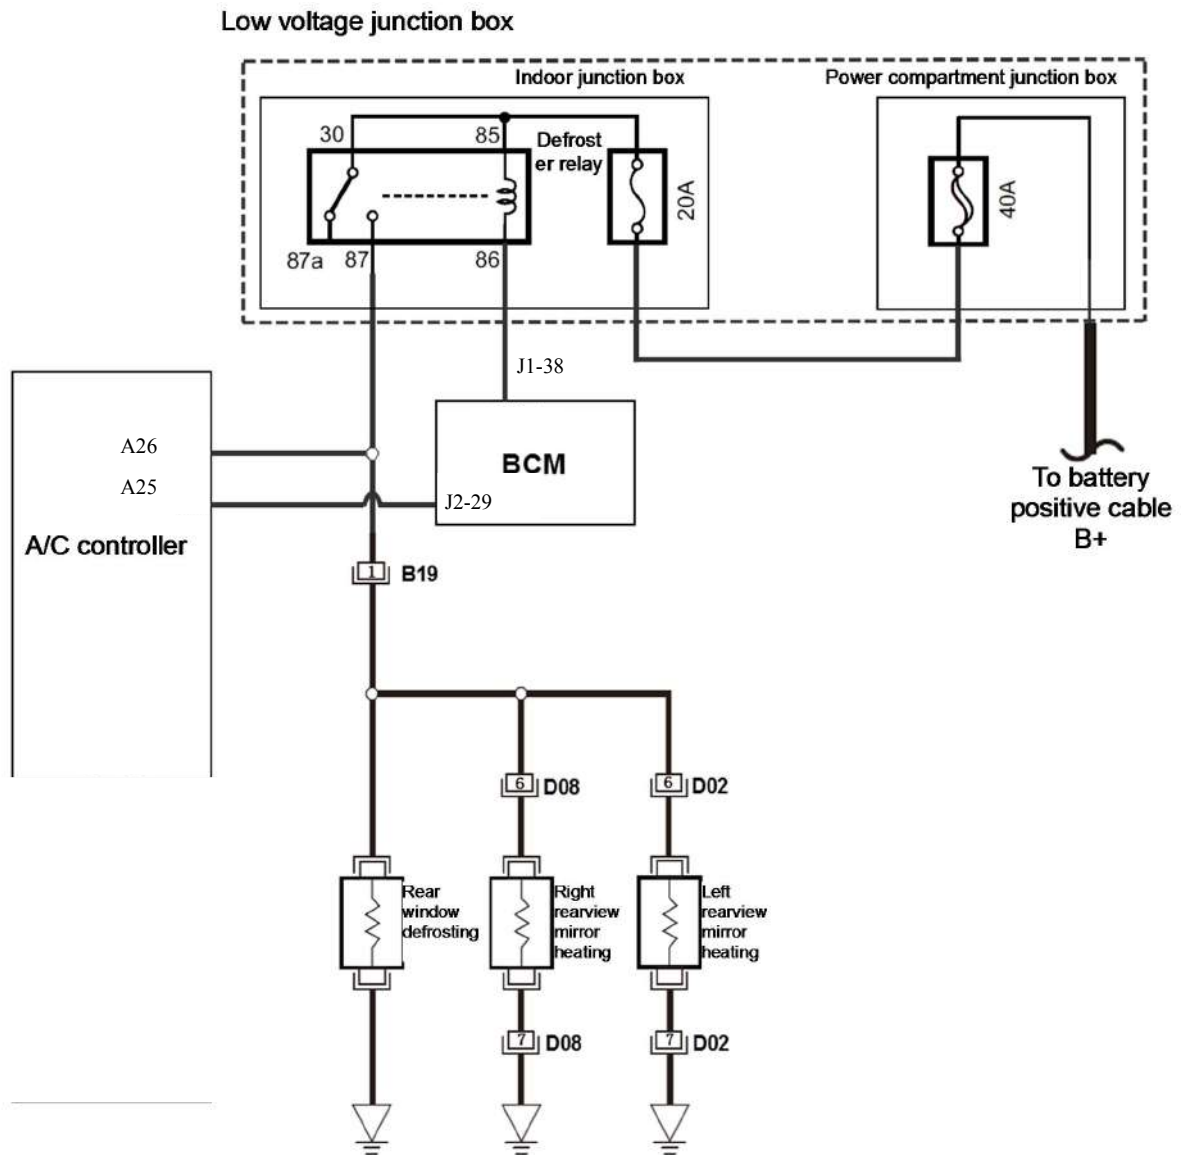 Low voltage junction box
Indoor junction box
Power compartment junction box
30
85
Defrost
er relay
20A
40A
87a
87
86
J1-38
A26
BCM
A25
J2-29
To battery
positive cable
B+
A/C controller
1
B19
6
D08
6
D02
Rear
window
defrosting
Right
rearview
mirror
heating
Left
rearview
mirror
heating
7
D08
7
D02